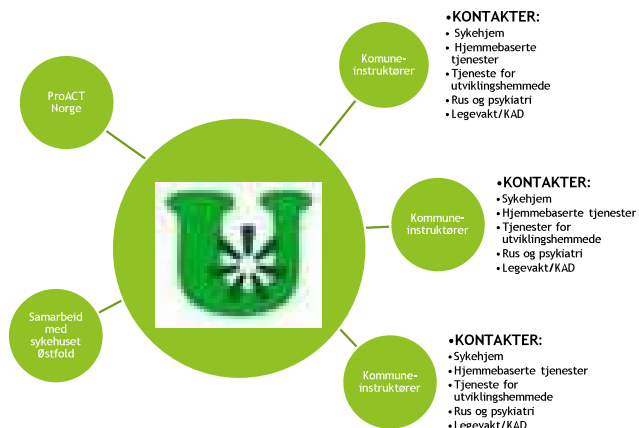 •KONTAKTER:
• Sykehjem
• Hjemmebaserte
tjenester
•Tjeneste for
utviklingshemmede
•Rus og psykiatri
•Legevakt/KAD
Komune-
instruktører
ProACT
Norge
•KONTAKTER:
•Sykehjem
•Hjemmebaserte tjenester
•Tjenester for
utviklingshemmede
•Rus og psykiatri
•Legevakt/KAD
Kommune-
instruktører
Samarbeid
med
sykehuset
Østfold
•KONTAKTER:
•Sykehjem
•Hjemmebaserte tjenester
•Tjeneste for
utviklingshemmede
•Rus og psykiatri
•Legevakt/KAD
Kommune-
instruktører